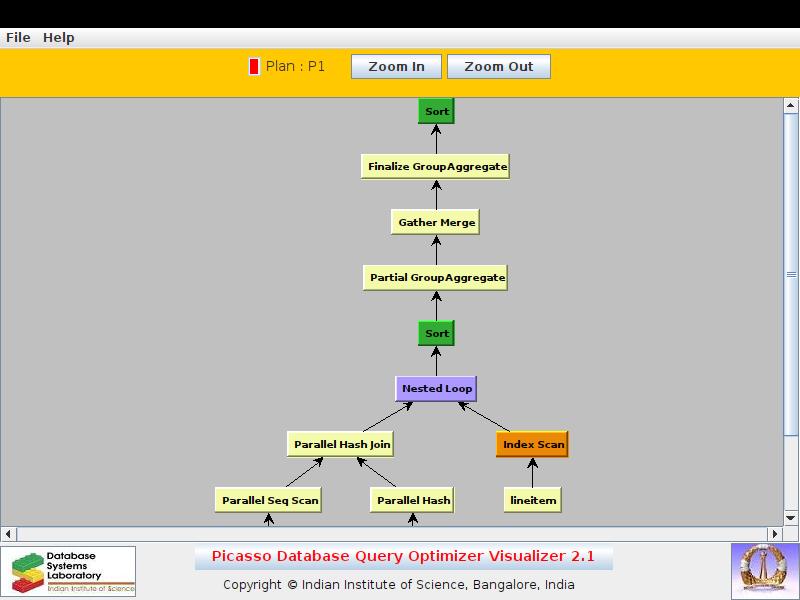 File Help
Plan : P1 Zoom In Zoom Out
Sort
Finalize GroupAggregate
Gather Merge
Partial GroupAggregate
Sort
Nested Loop
Parallel Hash Join Index Scan
Parallel Seq Scan Parallel Hash lineitem
Database
Systems
Laboratory
Indian Institute of Science
Picasso Database Query Optimizer Visualizer 2.1
Copyright © Indian Institute of Science, Bangalore, India